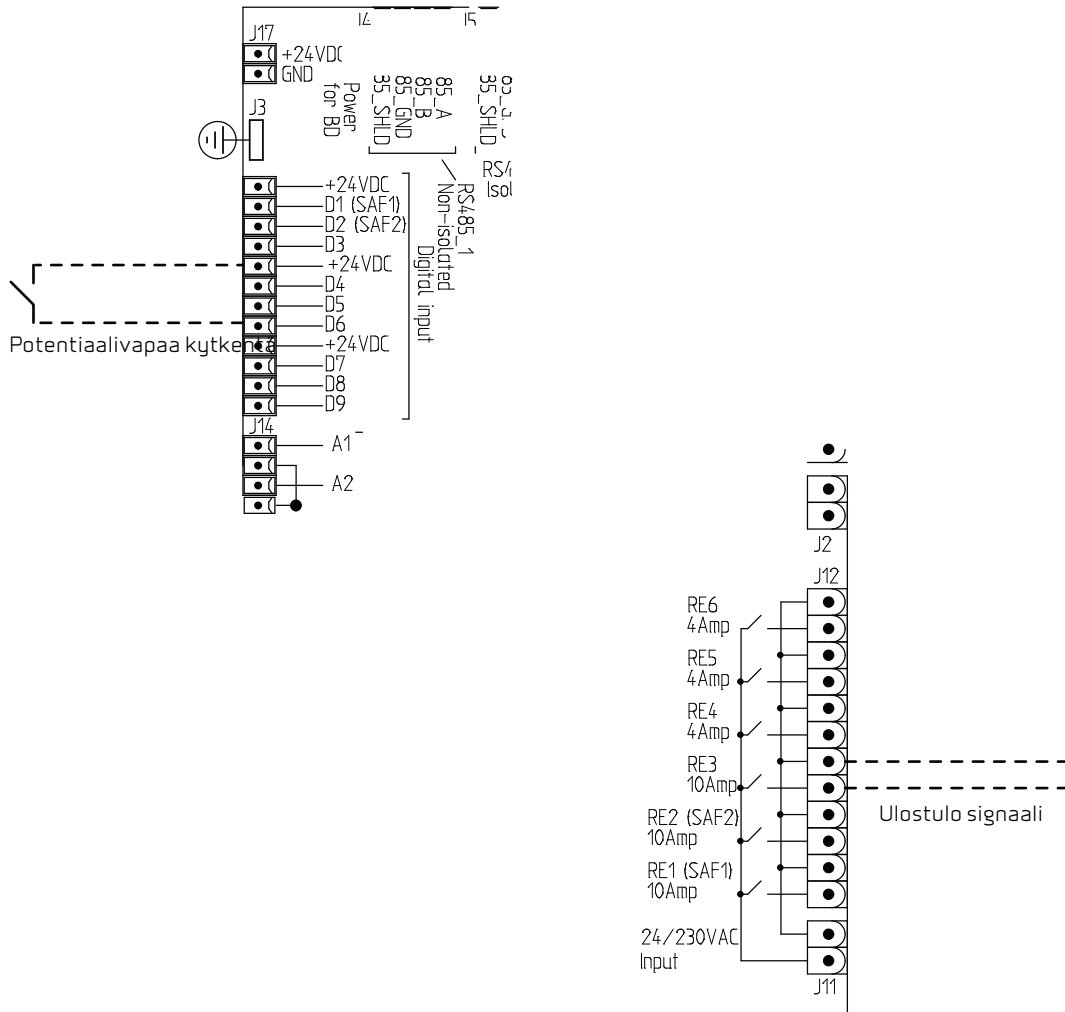 J4
J5
J17
+24VDC
GND
J3
Power
for BD
85_A
85_B
85_GND
35_SHLD
35_SHLD
RS485_1
Non-isolated
Isol
+24VDC
D1 (SAF1)
D2 (SAF2)
D3
+24VDC
D4
D5
D6
+24VDC
D7
D8
D9
Digital input
Potentiaalivapaa kytkentä
J14
A1
A2
J2
J12
RE6
4Amp
RE5
4Amp
RE4
4Amp
RE3
10Amp
RE2 (SAF2)
10Amp
RE1 (SAF1)
10Amp
24/230VAC
Input
J11
Ulostulo signaali